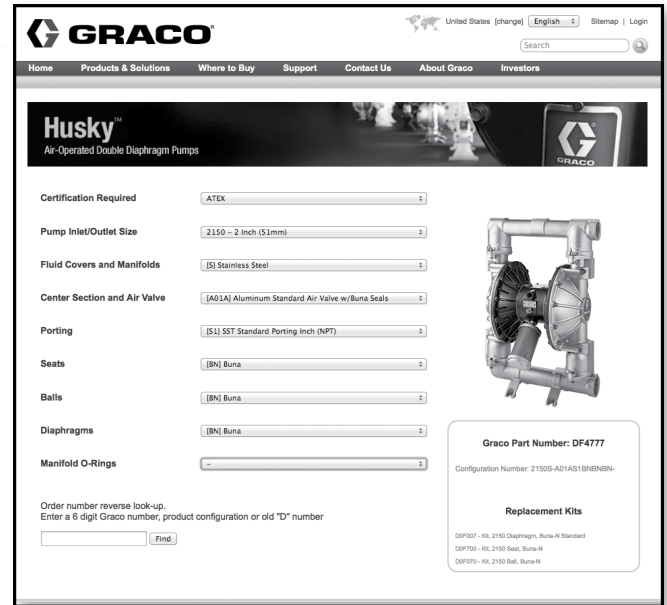 GRACO
United States [change] English Sitemap | Login
Search
Home Products & Solutions Where to Buy Support Contact Us About Graco Investors
Husky™
Air-Operated Double Diaphragm Pumps
GRACO
Certification Required ATEX
Pump Inlet/Outlet Size 2150 – 2 Inch (51mm)
Fluid Covers and Manifolds [S] Stainless Steel
Center Section and Air Valve [A01A] Aluminum Standard Air Valve w/Buna Seals
Porting [S1] SST Standard Porting Inch (NPT)
Seats [BN] Buna
Balls [BN] Buna
Diaphragms [BN] Buna
Manifold O-Rings –
Graco Part Number: DF4777
Configuration Number: 2150S-A01AS1BNBNBN-
Replacement Kits
D0F007 - Kit, 2150 Diaphragm, Buna-N Standard
D0F700 - Kit, 2150 Seat, Buna-N
D0F070 - Kit, 2150 Ball, Buna-N
Order number reverse look-up.
Enter a 6 digit Graco number, product configuration or old "D" number
Find